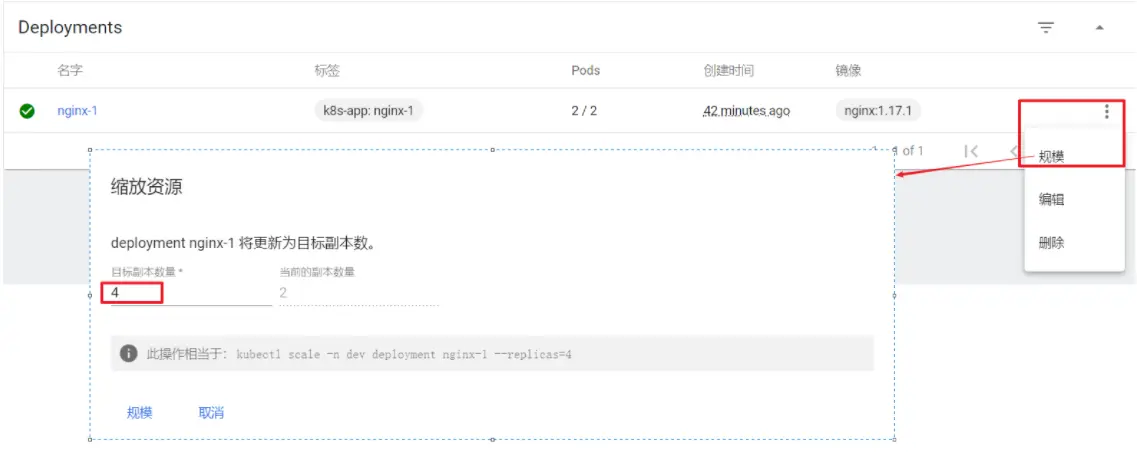 Deployments
名字 标签 Pods 创建时间 镜像
nginx-1 k8s-app: nginx-1 2 / 2 42 minutes ago nginx:1.17.1
1 of 1
规模
编辑
删除
缩放资源
deployment nginx-1 将更新为目标副本数。
目标副本数量 * 当前的副本数量
4 2
此操作相当于: kubectl scale -n dev deployment nginx-1 --replicas=4
规模 取消